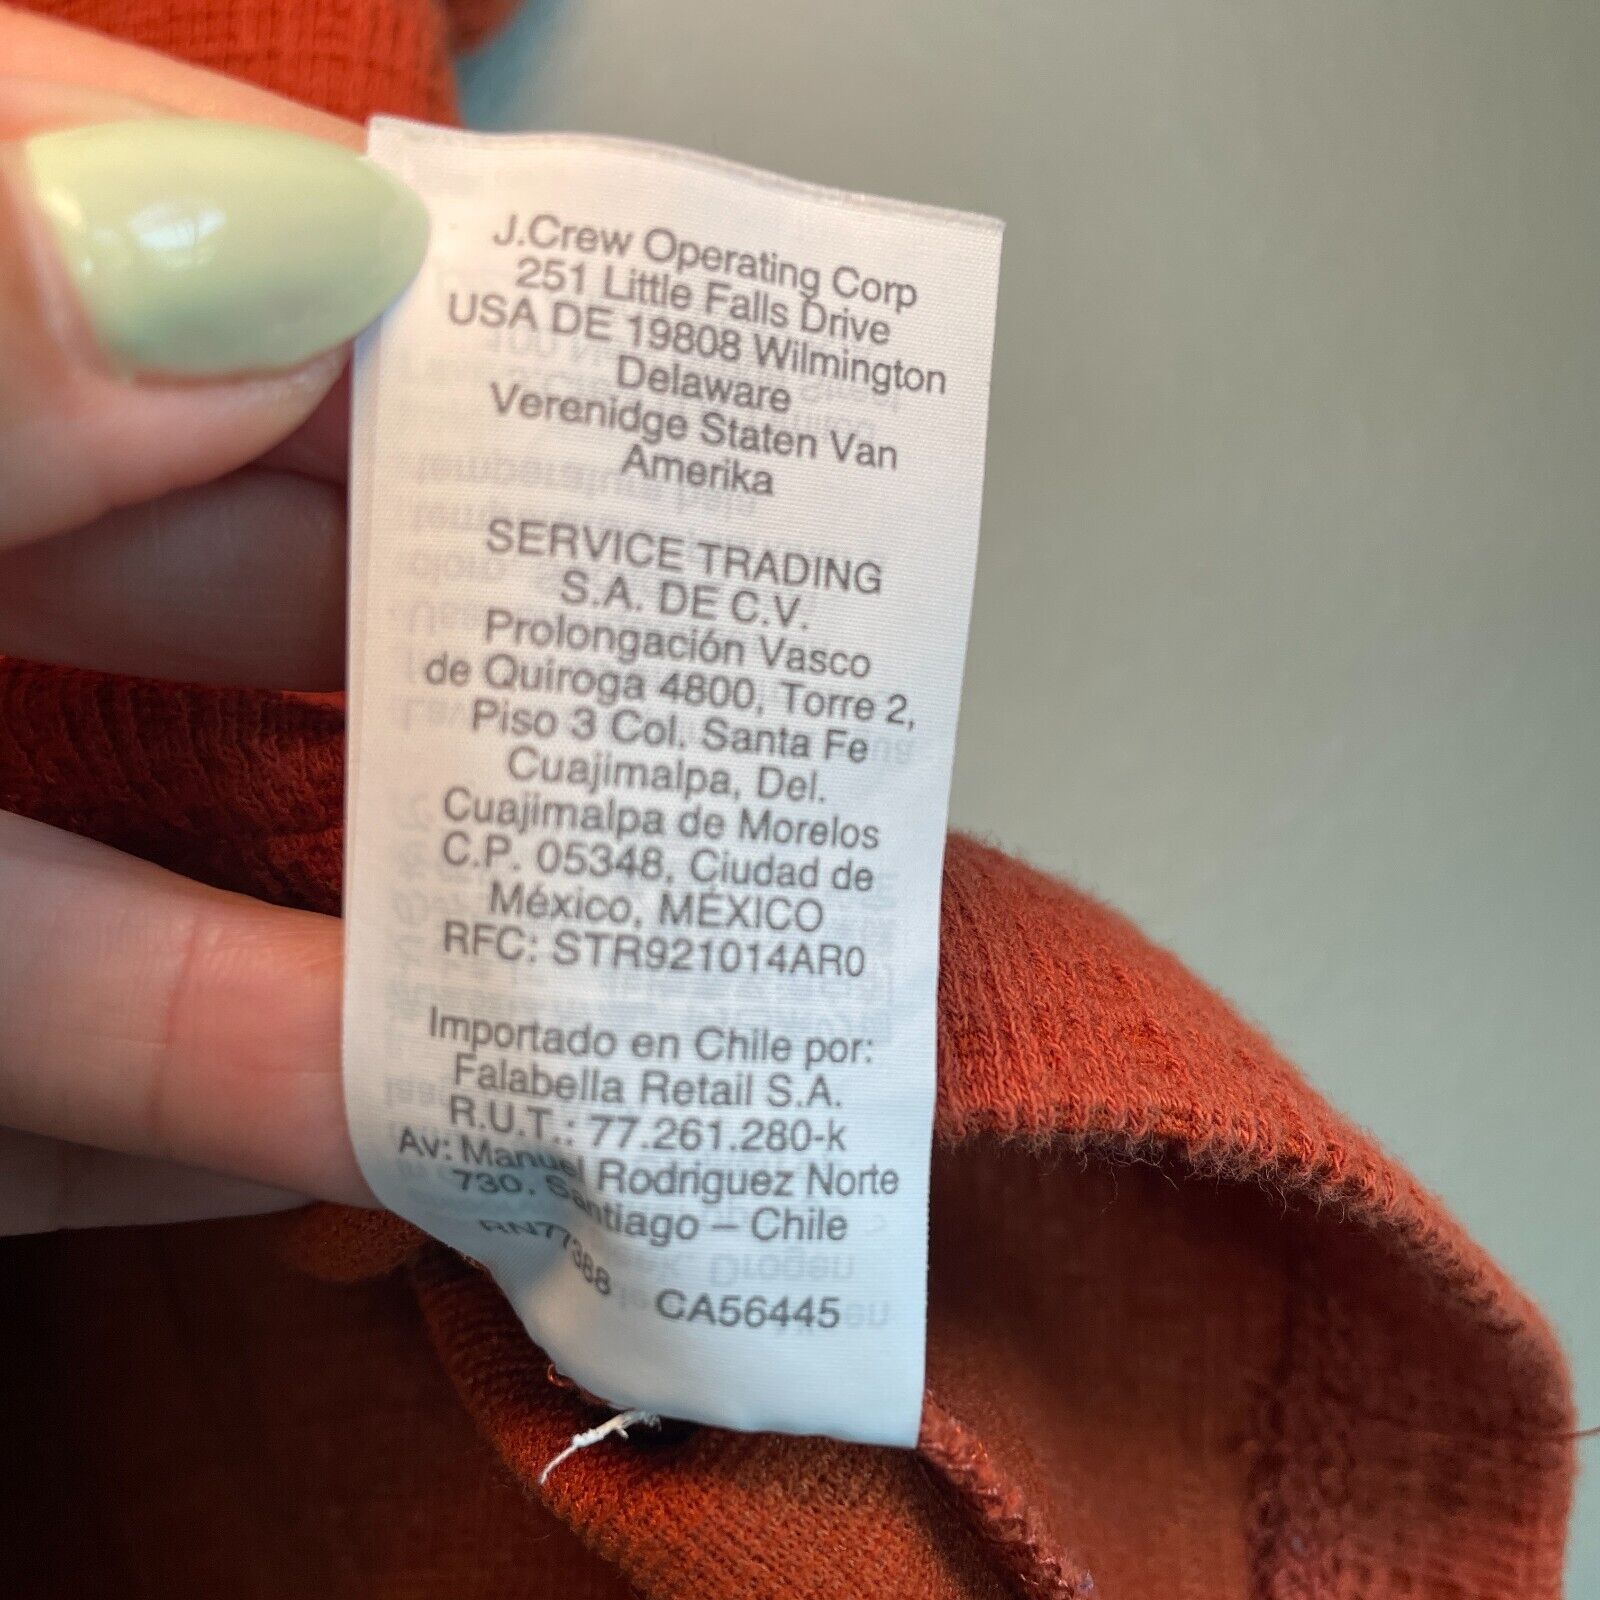 J.Crew Operating Corp
251 Little Falls Drive
USA DE 19808 Wilmington
Delaware
Verenidge Staten Van
Amerika
SERVICE TRADING
S.A. DE C.V.
Prolongación Vasco
de Quiroga 4800, Torre 2,
Piso 3 Col. Santa Fe
Cuajimalpa, Del.
Cuajimalpa de Morelos
C.P. 05348, Ciudad de
México, MÉXICO
RFC: STR921014AR0
Importado en Chile por:
Falabella Retail S.A.
R.U.T.: 77.261.280-k
Av: Manuel Rodriguez Norte
730, Santiago – Chile
RN77388 CA56445